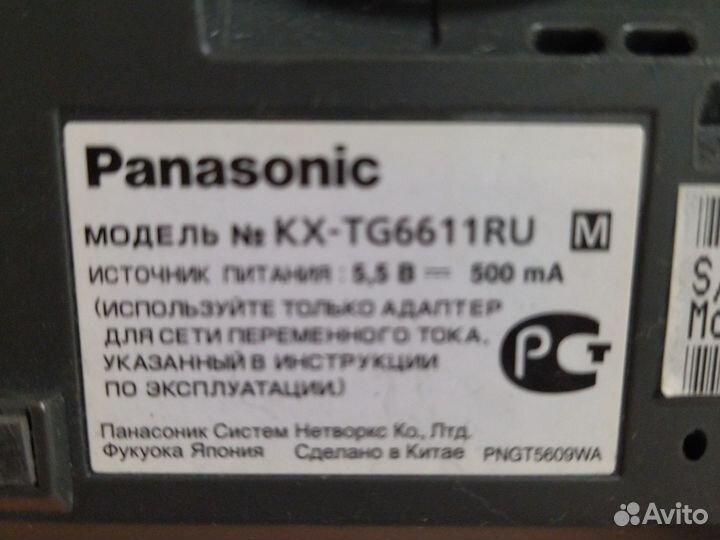 Panasonic
МОДЕЛЬ № KX-TG6611RU M
ИСТОЧНИК ПИТАНИЯ : 5,5 В ⎓ 500 mA
(ИСПОЛЬЗУЙТЕ ТОЛЬКО АДАПТЕР
ДЛЯ СЕТИ ПЕРЕМЕННОГО ТОКА,
УКАЗАННЫЙ В ИНСТРУКЦИИ
ПО ЭКСПЛУАТАЦИИ.)
РСТ
Панасоник Систем Нетворкс Ко., Лтд.
Фукуока Япония Сделано в Китае PNGT5609WA
Avito